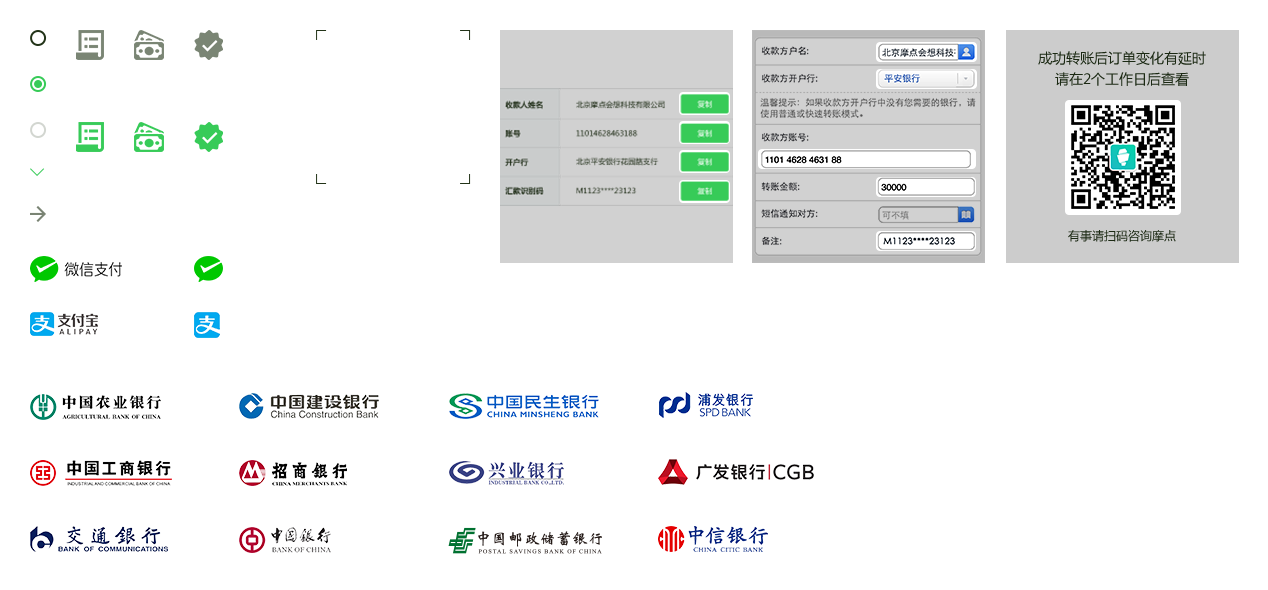 微信支付
支付宝
ALIPAY
收款人姓名 北京摩点会想科技有限公司 复制
账号 11014628463188 复制
开户行 北京平安银行花园路支行 复制
汇款识别码 M1123****23123 复制
收款方户名: 北京摩点会想科技
收款方开户行: 平安银行
温馨提示：如果收款方开户行中没有您需要的银行，请
使用普通或快速转账模式。
收款方账号:
1101 4628 4631 88
转账金额: 30000
短信通知对方: 可不填
备注: M1123****23123
成功转账后订单变化有延时
请在2个工作日后查看
有事请扫码咨询摩点
中国农业银行
AGRICULTURAL BANK OF CHINA
中国建设银行
China Construction Bank
中国民生银行
CHINA MINSHENG BANK
浦发银行
SPD BANK
中国工商银行
INDUSTRIAL AND COMMERCIAL BANK OF CHINA
招商銀行
CHINA MERCHANTS BANK
兴业银行
INDUSTRIAL BANK CO.,LTD.
广发银行|CGB
交通銀行
BANK OF COMMUNICATIONS
中国银行
BANK OF CHINA
中国邮政储蓄银行
POSTAL SAVINGS BANK OF CHINA
中信银行
CHINA CITIC BANK